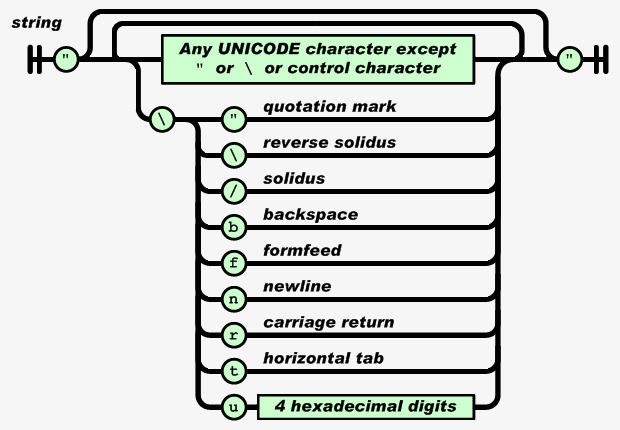 string
" Any UNICODE character except "
" or \ or control character
\ " quotation mark
\ reverse solidus
/ solidus
b backspace
f formfeed
n newline
r carriage return
t horizontal tab
u 4 hexadecimal digits